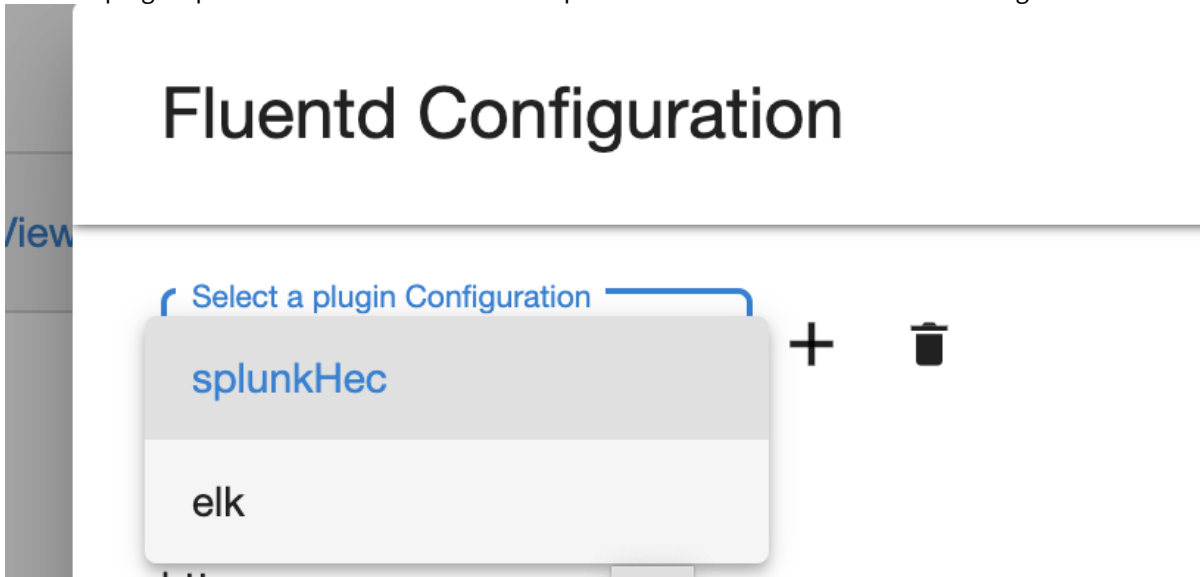 Fluentd Configuration
View
Select a plugin Configuration
splunkHec
elk